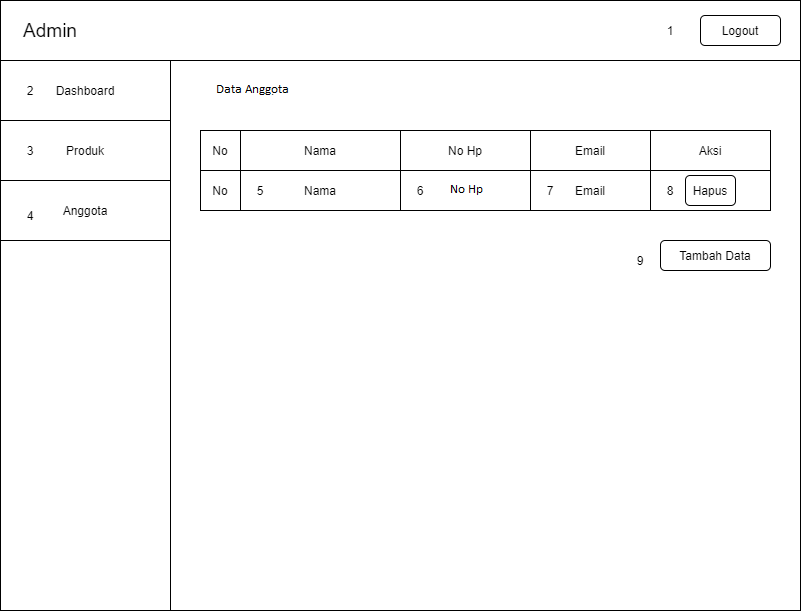 Admin
1 Logout
2 Dashboard
3 Produk
4 Anggota
Data Anggota
No Nama No Hp Email Aksi
No 5 Nama 6 No Hp 7 Email 8 Hapus
9 Tambah Data